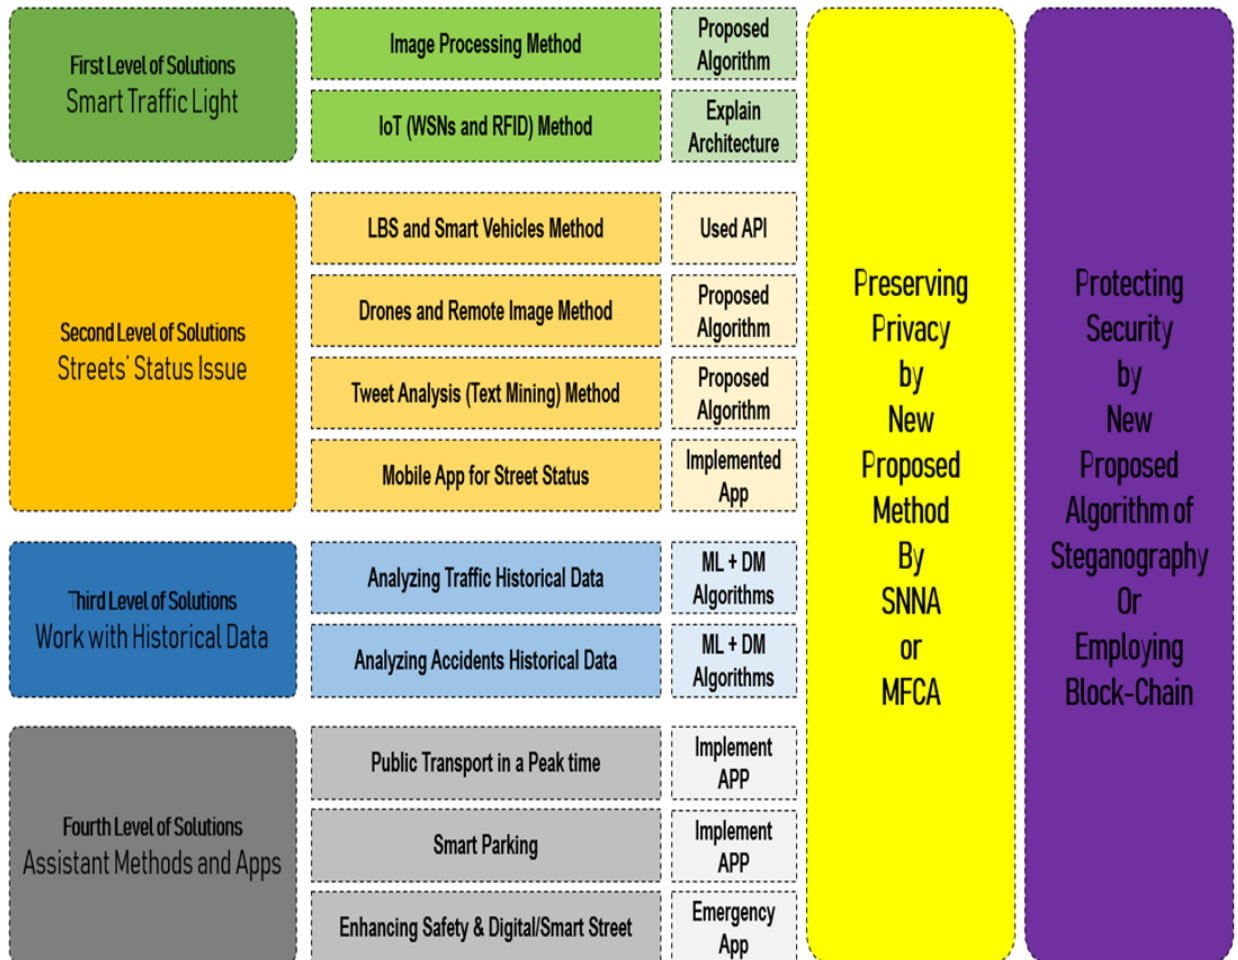 First Level of Solutions
Smart Traffic Light
Image Processing Method
Proposed
Algorithm
IoT (WSNs and RFID) Method
Explain
Architecture
Second Level of Solutions
Streets' Status Issue
LBS and Smart Vehicles Method
Used API
Drones and Remote Image Method
Proposed
Algorithm
Tweet Analysis (Text Mining) Method
Proposed
Algorithm
Mobile App for Street Status
Implemented
App
Third Level of Solutions
Work with Historical Data
Analyzing Traffic Historical Data
ML + DM
Algorithms
Analyzing Accidents Historical Data
ML + DM
Algorithms
Fourth Level of Solutions
Assistant Methods and Apps
Public Transport in a Peak time
Implement
APP
Smart Parking
Implement
APP
Enhancing Safety & Digital/Smart Street
Emergency
App
Preserving
Privacy
by
New
Proposed
Method
By
SNNA
or
MFCA
Protecting
Security
by
New
Proposed
Algorithm of
Steganography
Or
Employing
Block-Chain